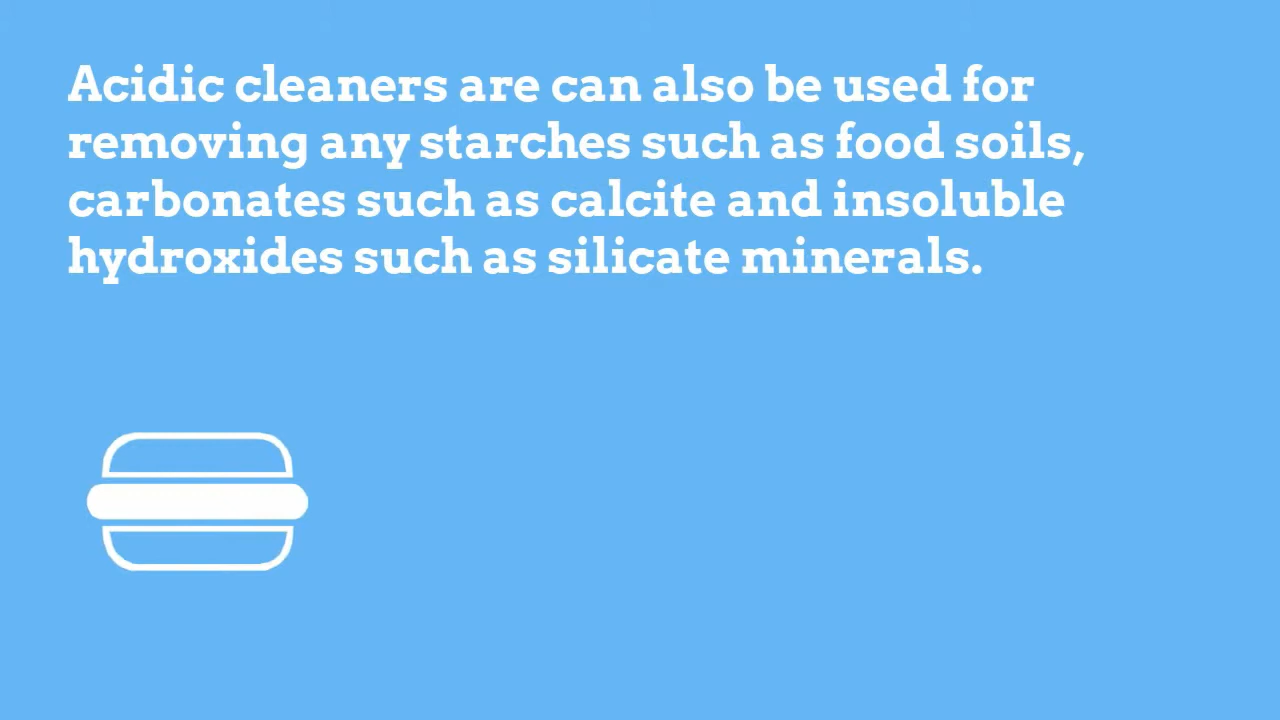 Acidic cleaners are can also be used for
removing any starches such as food soils,
carbonates such as calcite and insoluble
hydroxides such as silicate minerals.